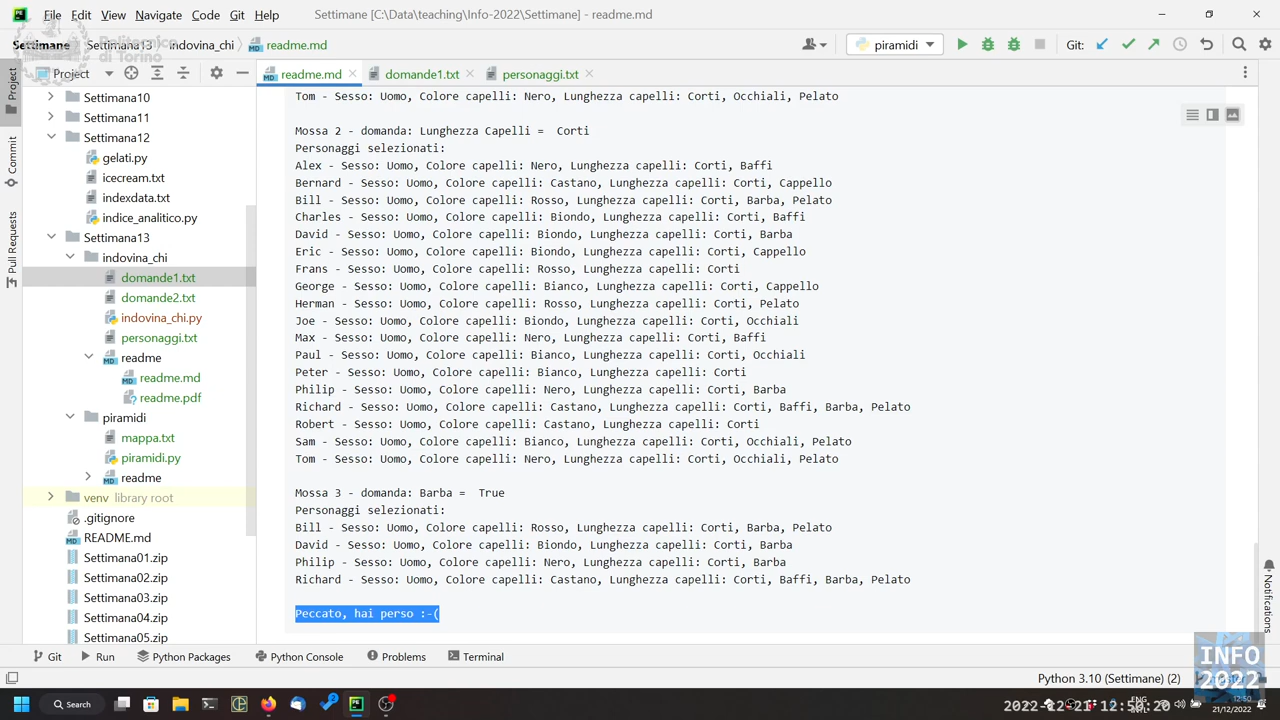 File Edit View Navigate Code Git Help Settimane [C:\Data\teaching\Info-2022\Settimane] - readme.md
Settimane Settimana13 indovina_chi readme.md piramidi Git:
Politecnico
di Torino
Project readme.md domande1.txt personaggi.txt
Project
Commit
Pull Requests
Settimana10
Settimana11
Settimana12
gelati.py
icecream.txt
indexdata.txt
indice_analitico.py
Settimana13
indovina_chi
domande1.txt
domande2.txt
indovina_chi.py
personaggi.txt
readme
readme.md
readme.pdf
piramidi
mappa.txt
piramidi.py
readme
venv library root
.gitignore
README.md
Settimana01.zip
Settimana02.zip
Settimana03.zip
Settimana04.zip
Settimana05.zip
Tom - Sesso: Uomo, Colore capelli: Nero, Lunghezza capelli: Corti, Occhiali, Pelato
Mossa 2 - domanda: Lunghezza Capelli = Corti
Personaggi selezionati:
Alex - Sesso: Uomo, Colore capelli: Nero, Lunghezza capelli: Corti, Baffi
Bernard - Sesso: Uomo, Colore capelli: Castano, Lunghezza capelli: Corti, Cappello
Bill - Sesso: Uomo, Colore capelli: Rosso, Lunghezza capelli: Corti, Barba, Pelato
Charles - Sesso: Uomo, Colore capelli: Biondo, Lunghezza capelli: Corti, Baffi
David - Sesso: Uomo, Colore capelli: Biondo, Lunghezza capelli: Corti, Barba
Eric - Sesso: Uomo, Colore capelli: Biondo, Lunghezza capelli: Corti, Cappello
Frans - Sesso: Uomo, Colore capelli: Rosso, Lunghezza capelli: Corti
George - Sesso: Uomo, Colore capelli: Bianco, Lunghezza capelli: Corti, Cappello
Herman - Sesso: Uomo, Colore capelli: Rosso, Lunghezza capelli: Corti, Pelato
Joe - Sesso: Uomo, Colore capelli: Biondo, Lunghezza capelli: Corti, Occhiali
Max - Sesso: Uomo, Colore capelli: Nero, Lunghezza capelli: Corti, Baffi
Paul - Sesso: Uomo, Colore capelli: Bianco, Lunghezza capelli: Corti, Occhiali
Peter - Sesso: Uomo, Colore capelli: Bianco, Lunghezza capelli: Corti
Philip - Sesso: Uomo, Colore capelli: Nero, Lunghezza capelli: Corti, Barba
Richard - Sesso: Uomo, Colore capelli: Castano, Lunghezza capelli: Corti, Baffi, Barba, Pelato
Robert - Sesso: Uomo, Colore capelli: Castano, Lunghezza capelli: Corti
Sam - Sesso: Uomo, Colore capelli: Bianco, Lunghezza capelli: Corti, Occhiali, Pelato
Tom - Sesso: Uomo, Colore capelli: Nero, Lunghezza capelli: Corti, Occhiali, Pelato
Mossa 3 - domanda: Barba = True
Personaggi selezionati:
Bill - Sesso: Uomo, Colore capelli: Rosso, Lunghezza capelli: Corti, Barba, Pelato
David - Sesso: Uomo, Colore capelli: Biondo, Lunghezza capelli: Corti, Barba
Philip - Sesso: Uomo, Colore capelli: Nero, Lunghezza capelli: Corti, Barba
Richard - Sesso: Uomo, Colore capelli: Castano, Lunghezza capelli: Corti, Baffi, Barba, Pelato
Peccato, hai perso :-(
Notifications
Git Run Python Packages Python Console Problems Terminal
INFO
2022
Python 3.10 (Settimane) (2)
Search
ENG
12:50
21/12/2022
2022-12-21 12:50:20